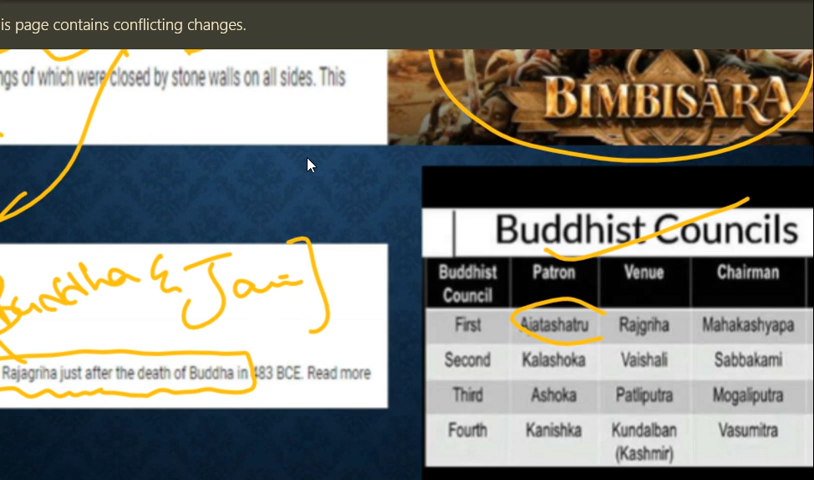 is page contains conflicting changes.
ngs of which were closed by stone walls on all sides. This
BIMBISĀRA
Buddhist Councils
Buddhist Council Patron Venue Chairman
First Ajatashatru Rajgriha Mahakashyapa
Second Kalashoka Vaishali Sabbakami
Third Ashoka Patliputra Mogaliputra
Fourth Kanishka Kundalban (Kashmir) Vasumitra
Buddha & Jain]
Rajagriha just after the death of Buddha in 483 BCE. Read more